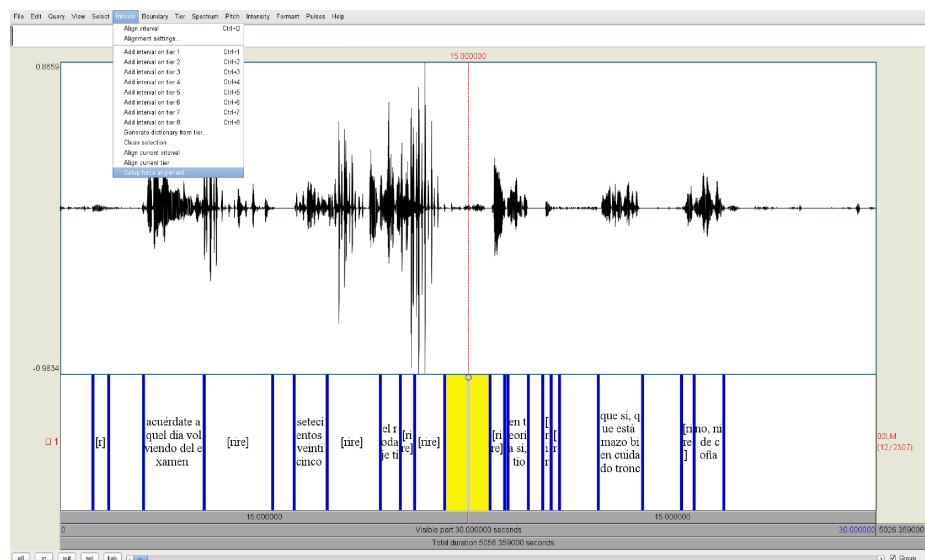 File Edit Query View Select Interval Boundary Tier Spectrum Pitch Intensity Formant Pulses Help
Align interval Ctrl+D
Alignment settings...
Add interval on tier 1 Ctrl+1
Add interval on tier 2 Ctrl+2
Add interval on tier 3 Ctrl+3
Add interval on tier 4 Ctrl+4
Add interval on tier 5 Ctrl+5
Add interval on tier 6 Ctrl+6
Add interval on tier 7 Ctrl+7
Add interval on tier 8 Ctrl+8
Generate dictionary from tier...
Clean selection
Align current interval
Align current tier
Setup force alignment...
15.000000
0.8659
-0.9834
1
[r]
acuérdate a
quel día vol
viendo del e
xamen
[rire]
seteci
entos
veinti
cinco
[rire]
el r
oda
je ti
[ri
re]
[rire]
[ri
re]
en t
eori
a si,
tío
[
r
i
r
[
r
que sí, q
ue está
mazo bi
en cuida
do tronc
[ri
re
]
no, ni
de c
oña
02LM
(12/2307)
15.000000 15.000000
0 Visible part 30.000000 seconds 30.000000 5026.359000
Total duration 5056.359000 seconds
all in out sel bak Group